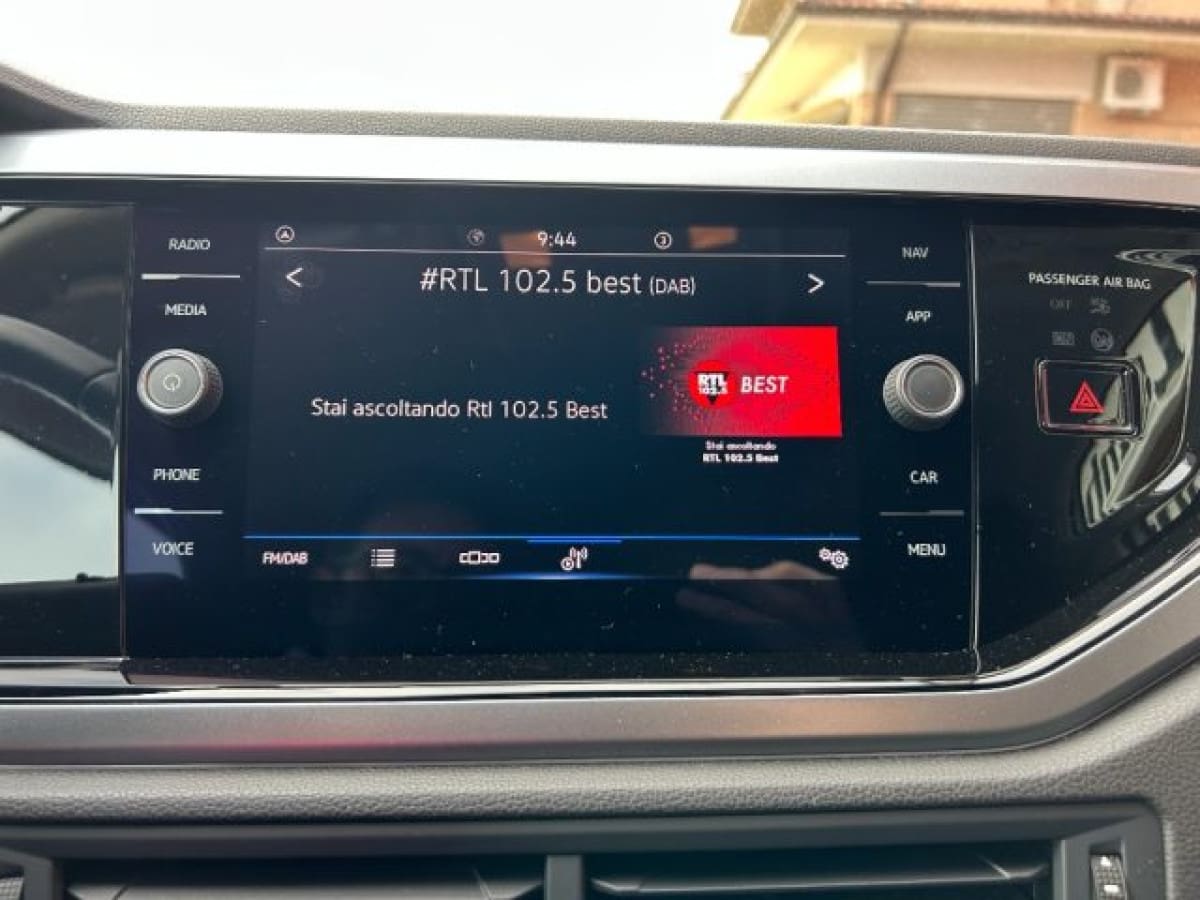 RADIO
9:44
NAV
#RTL 102.5 best (DAB)
PASSENGER AIR BAG
OFF
MEDIA
APP
RTL
102.5
BEST
Stai ascoltando Rtl 102.5 Best
Stai ascoltando
RTL 102.5 Best
PHONE
CAR
VOICE
FM/DAB
MENU